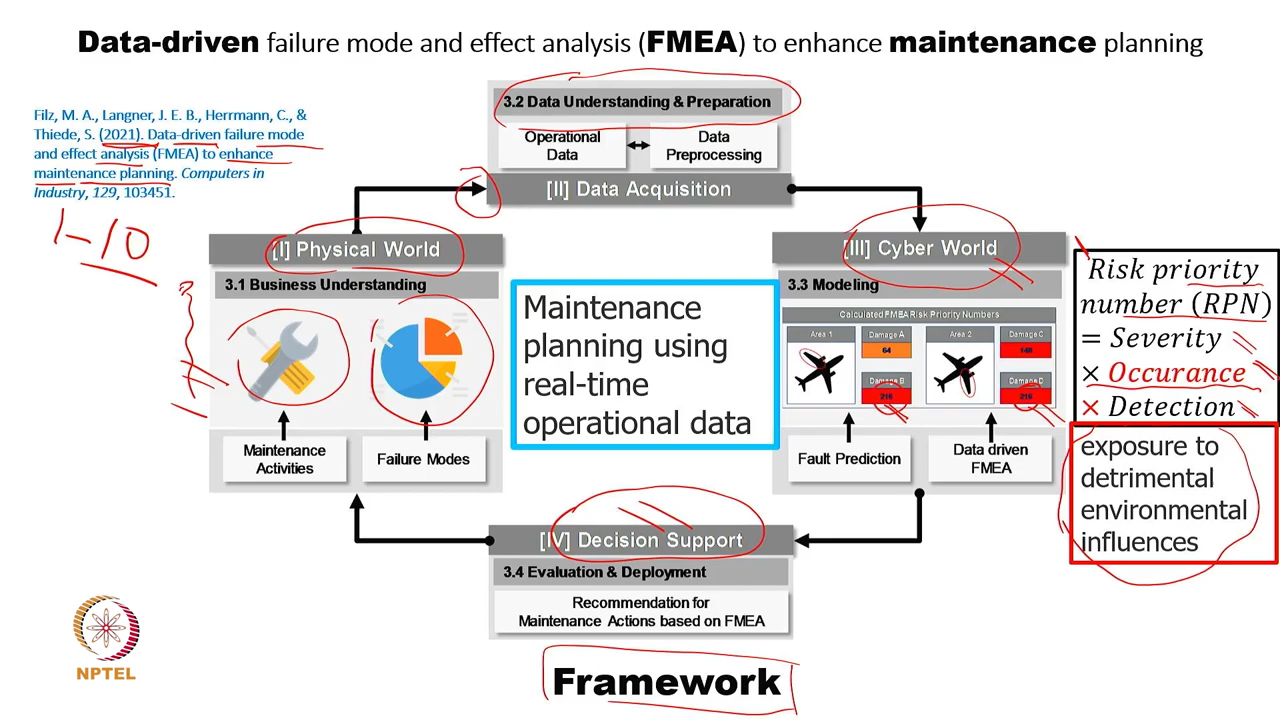 Data-driven failure mode and effect analysis (FMEA) to enhance maintenance planning
Filz, M. A., Langner, J. E. B., Herrmann, C., &
Thiede, S. (2021). Data-driven failure mode
and effect analysis (FMEA) to enhance
maintenance planning. Computers in
Industry, 129, 103451.
1-10
3.2 Data Understanding & Preparation
Operational
Data
Data
Preprocessing
[II] Data Acquisition
[I] Physical World
3.1 Business Understanding
Maintenance
Activities
Failure Modes
Maintenance
planning using
real-time
operational data
[III] Cyber World
3.3 Modeling
Calculated FMEA Risk Priority Numbers
Area 1
Damage A
64
Damage B
216
Area 2
Damage C
Damage D
216
Fault Prediction
Data driven
FMEA
Risk priority
number (RPN)
= Severity
× Occurance
× Detection
exposure to
detrimental
environmental
influences
[IV] Decision Support
3.4 Evaluation & Deployment
Recommendation for
Maintenance Actions based on FMEA
Framework
NPTEL